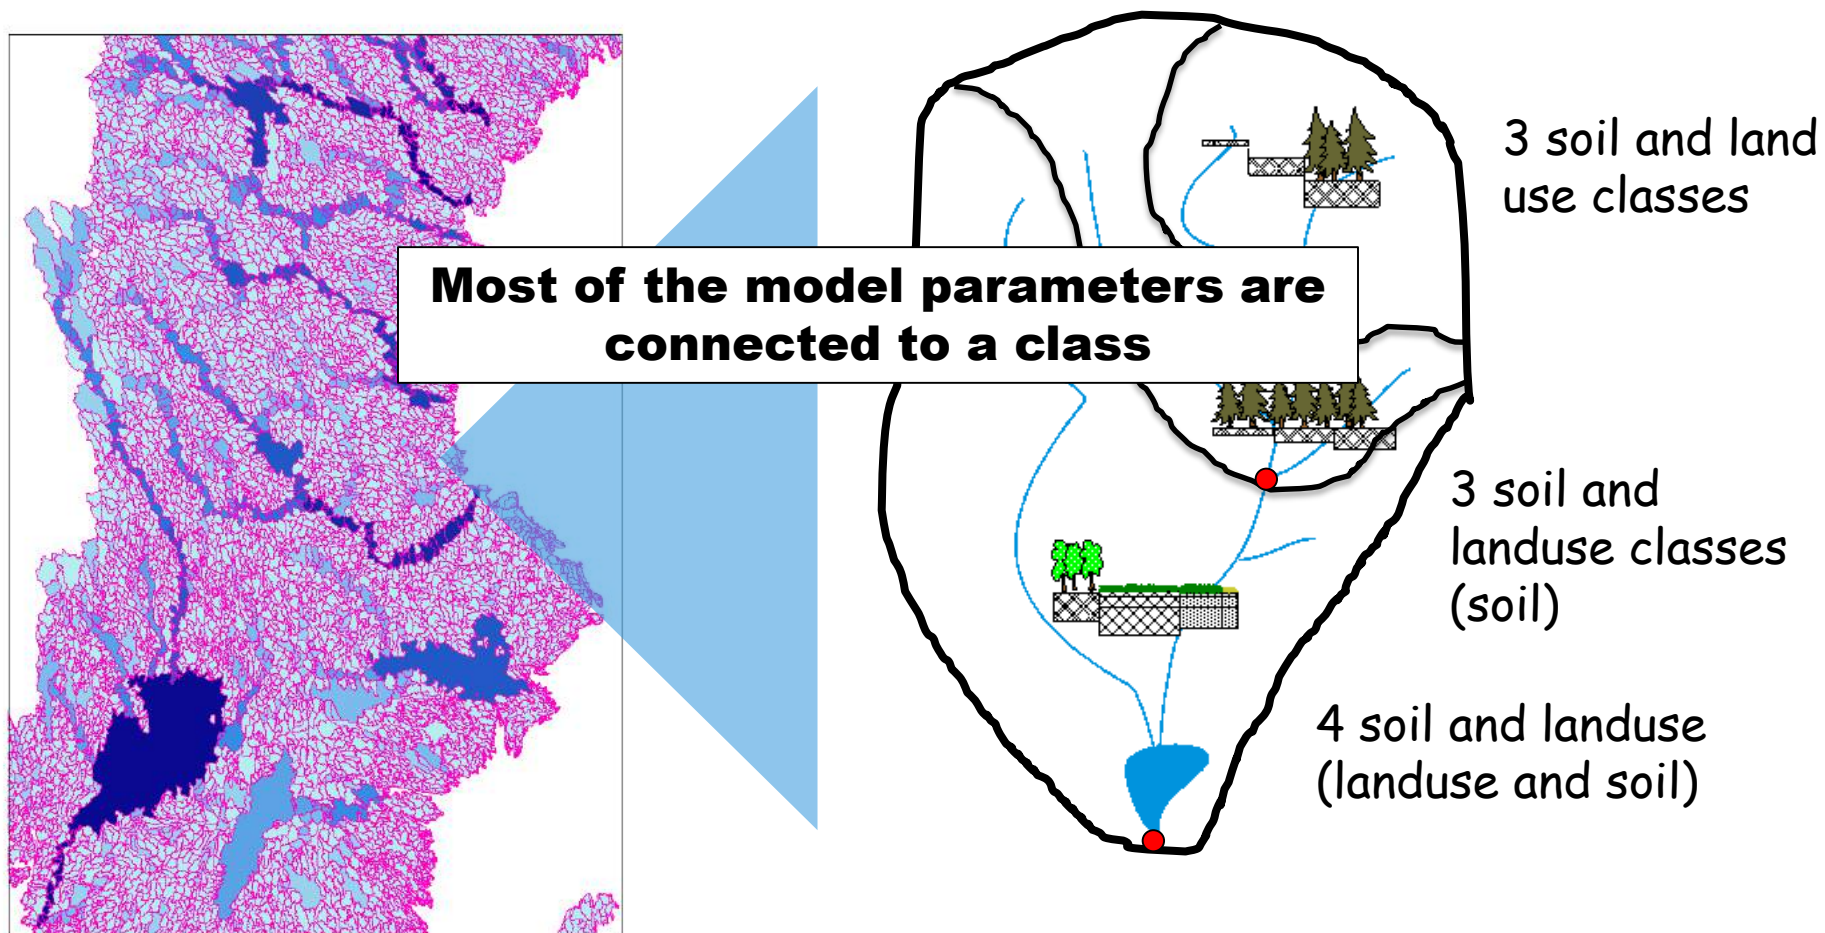 3 soil and land
use classes
Most of the model parameters are
connected to a class
3 soil and
landuse classes
(soil)
4 soil and landuse
(landuse and soil)